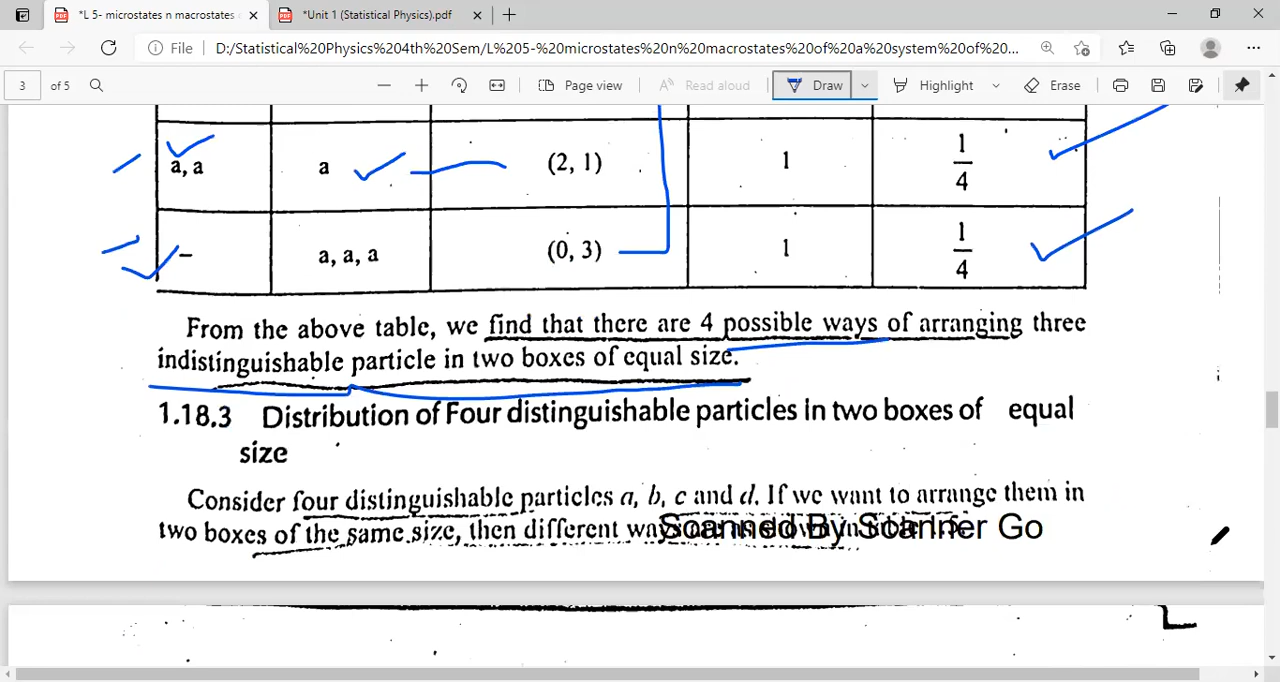 *L 5- microstates n macrostates
*Unit 1 (Statistical Physics).pdf
File D:/Statistical%20Physics%204th%20Sem/L%205-%20microstates%20n%20macrostates%20of%20a%20system%20of%20...
3 of 5 Page view Read aloud Draw Highlight Erase
a, a a (2, 1) 1 1/4
– a, a, a (0, 3) 1 1/4
From the above table, we find that there are 4 possible ways of arranging three
indistinguishable particle in two boxes of equal size.
1.18.3 Distribution of Four distinguishable particles in two boxes of equal
size
Consider four distinguishable particles a, b, c and d. If we want to arrange them in
two boxes of the same size, then different
Scanned By Scanner Go